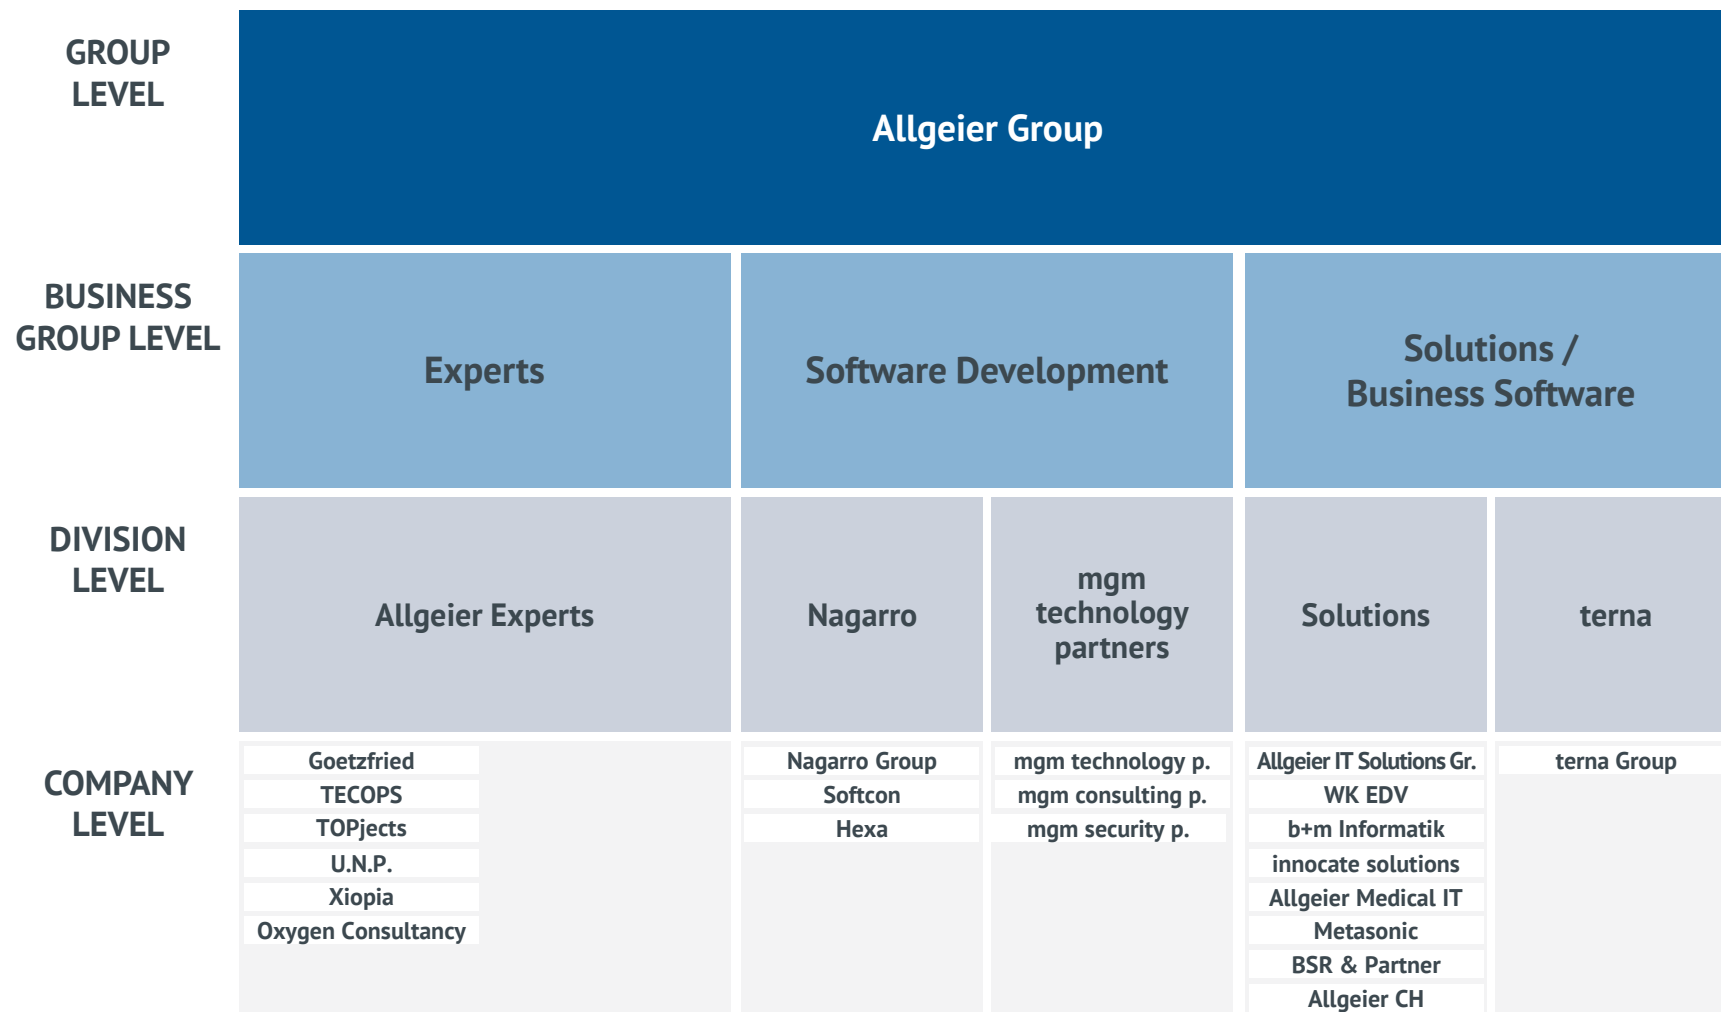 GROUP
LEVEL
Allgeier Group
BUSINESS
GROUP LEVEL
Experts
Software Development
Solutions /
Business Software
DIVISION
LEVEL
Allgeier Experts
Nagarro
mgm
technology
partners
Solutions
terna
COMPANY
LEVEL
Goetzfried
TECOPS
TOPjects
U.N.P.
Xiopia
Oxygen Consultancy
Nagarro Group
Softcon
Hexa
mgm technology p.
mgm consulting p.
mgm security p.
Allgeier IT Solutions Gr.
WK EDV
b+m Informatik
innocate solutions
Allgeier Medical IT
Metasonic
BSR & Partner
Allgeier CH
terna Group